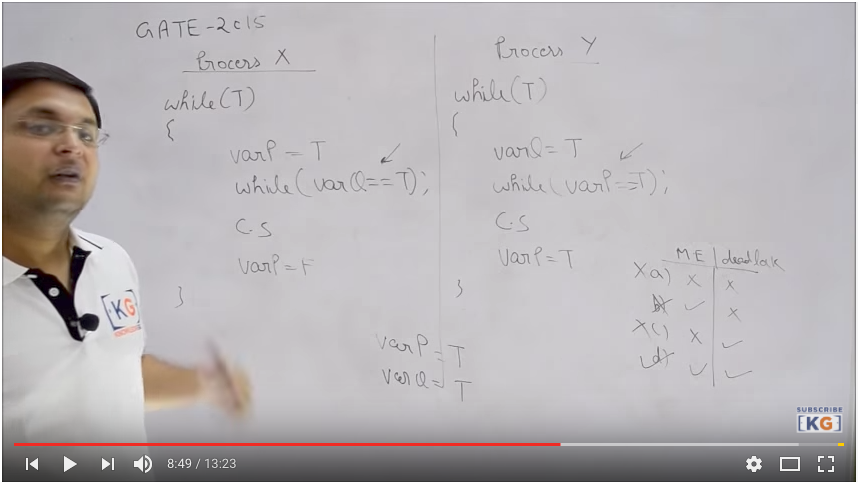 GATE-2015
Process X
while(T)
{
varP = T
while(varQ==T);
C.S
varP=F
}
Process Y
while(T)
{
varQ=T
while(varP==T);
C.S
varP=T
}
varP=T
varQ=T
ME deadlock
X a) X X
b) ✓ X
X c) X ✓
✓ d) ✓ ✓
KG
SUBSCRIBE
[KG]
8:49 / 13:23